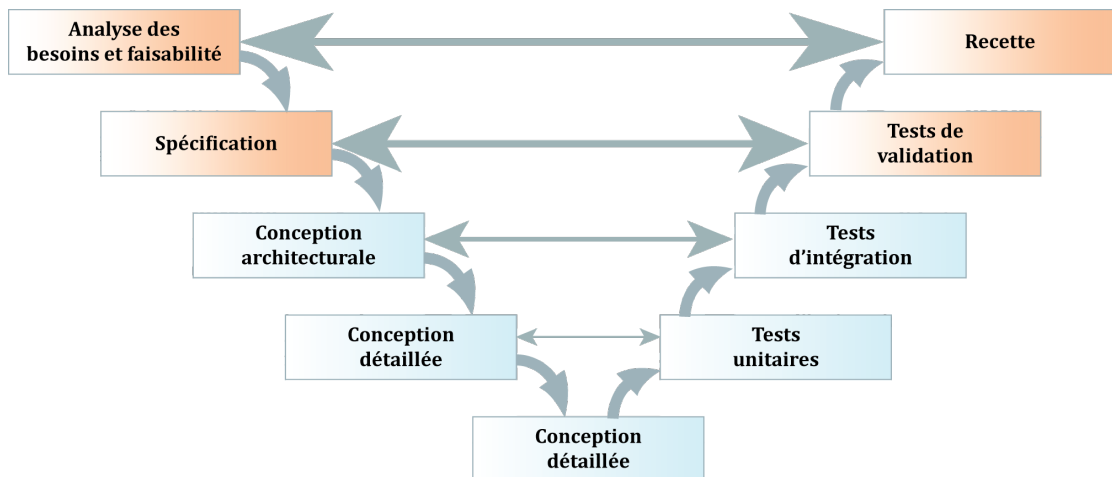 Analyse des
besoins et faisabilité
Recette
Spécification
Tests de
validation
Conception
architecturale
Tests
d'intégration
Conception
détaillée
Tests
unitaires
Conception
détaillée